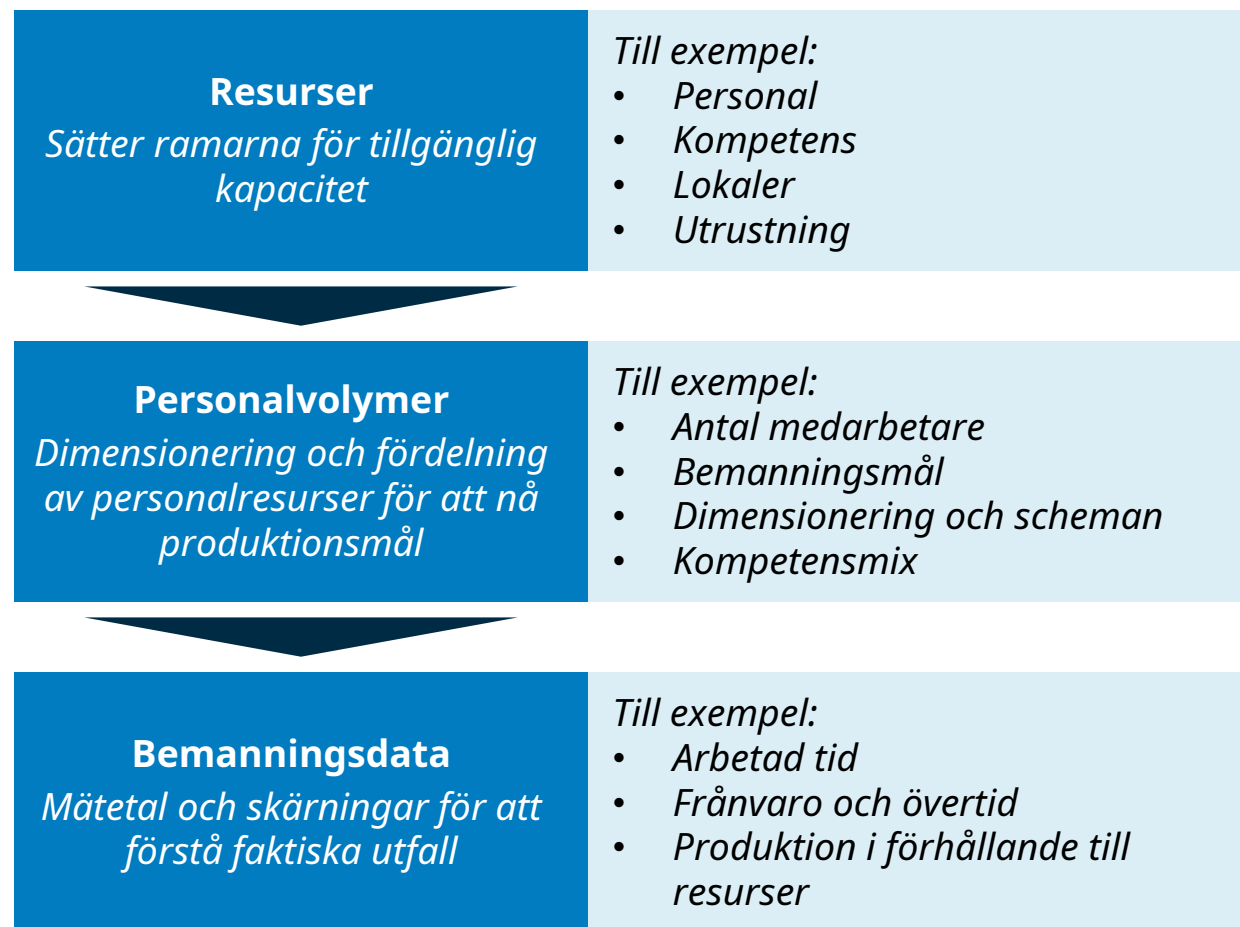 Resurser
Sätter ramarna för tillgänglig
kapacitet
Till exempel:
• Personal
• Kompetens
• Lokaler
• Utrustning
Personalvolymer
Dimensionering och fördelning
av personalresurser för att nå
produktionsmål
Till exempel:
• Antal medarbetare
• Bemanningsmål
• Dimensionering och scheman
• Kompetensmix
Bemanningsdata
Mätetal och skärningar för att
förstå faktiska utfall
Till exempel:
• Arbetad tid
• Frånvaro och övertid
• Produktion i förhållande till
resurser